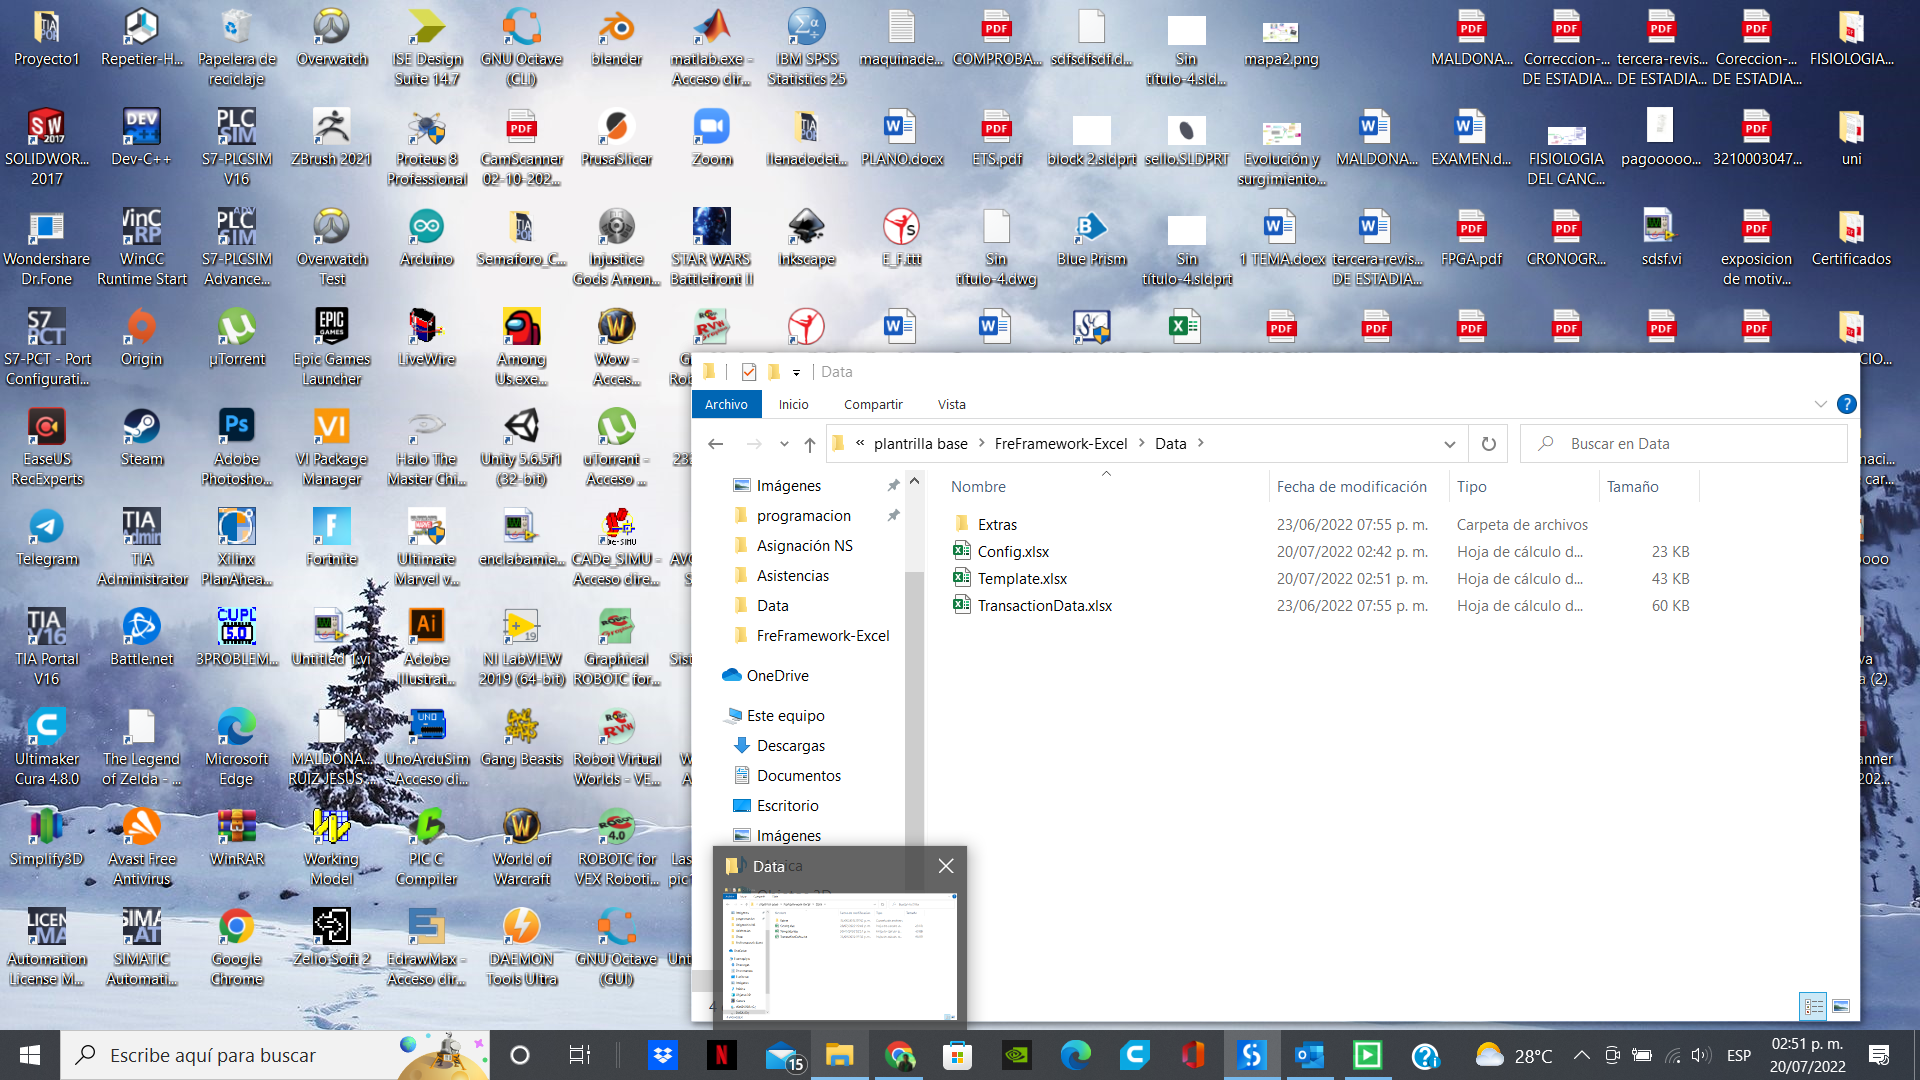 Proyecto1
Repetier-H...
Papelera de
reciclaje
Overwatch
ISE Design
Suite 14.7
GNU Octave
(CLI)
blender
matlab.exe -
Acceso dir...
IBM SPSS
Statistics 25
maquinade...
COMPROBA...
sdfsdfsdf.d...
Sin
título-4.sld...
mapa2.png
MALDONA...
Correccion-...
DE ESTADIA...
tercera-revis...
DE ESTADIA...
Coreccion-...
DE ESTADIA...
FISIOLOGIA...
SOLIDWOR...
2017
Dev-C++
S7-PLCSIM
V16
ZBrush 2021
Proteus 8
Professional
CamScanner
02-10-202...
PrusaSlicer
Zoom
llenadodet...
PLANO.docx
ETS.pdf
block 2.sldprt
sello.SLDPRT
Evolución y
surgimiento...
MALDONA...
EXAMEN.d...
FISIOLOGIA
DEL CANC...
pagooooo...
3210003047...
uni
Wondershare
Dr.Fone
WinCC
Runtime Start
S7-PLCSIM
Advance...
Overwatch
Test
Arduino
Semaforo_C...
Injustice
Gods Amon...
STAR WARS
Battlefront II
Inkscape
E_F.ttt
Sin
título-4.dwg
Blue Prism
Sin
título-4.sldprt
1 TEMA.docx
tercera-revis...
DE ESTADIA...
FPGA.pdf
CRONOGR...
sdsf.vi
exposicion
de motiv...
Certificados
S7-PCT - Port
Configurati...
Origin
µTorrent
Epic Games
Launcher
LiveWire
Among
Us.exe...
Wow -
Acces...
EaseUS
RecExperts
Steam
Adobe
Photosho...
VI Package
Manager
Halo The
Master Chi...
Unity 5.6.5f1
(32-bit)
uTorrent -
Acceso ...
Telegram
TIA
Administrator
Xilinx
PlanAhea...
Fortnite
Ultimate
Marvel v...
enclabamie...
CADe_SIMU -
Acceso dire...
TIA Portal
V16
Battle.net
3PROBLEM...
Untitled 1.vi
Adobe
Illustrat...
NI LabVIEW
2019 (64-bit)
Graphical
ROBOTC for...
Ultimaker
Cura 4.8.0
The Legend
of Zelda - ...
Microsoft
Edge
MALDONA...
RUIZ JESUS...
UnoArduSim
Acceso di...
Gang Beasts
Robot Virtual
Worlds - VE...
Simplify3D
Avast Free
Antivirus
WinRAR
Working
Model
PIC C
Compiler
World of
Warcraft
ROBOTC for
VEX Roboti...
Automation
License M...
SIMATIC
Automati...
Google
Chrome
Zelio Soft 2
EdrawMax -
Acceso dir...
DAEMON
Tools Ultra
GNU Octave
(GUI)
Data
Archivo Inicio Compartir Vista
« plantrilla base > FreFramework-Excel > Data >
Buscar en Data
Imágenes
programacion
Asignación NS
Asistencias
Data
FreFramework-Excel
OneDrive
Este equipo
Descargas
Documentos
Escritorio
Imágenes
Nombre Fecha de modificación Tipo Tamaño
Extras 23/06/2022 07:55 p. m. Carpeta de archivos
Config.xlsx 20/07/2022 02:42 p. m. Hoja de cálculo d... 23 KB
Template.xlsx 20/07/2022 02:51 p. m. Hoja de cálculo d... 43 KB
TransactionData.xlsx 23/06/2022 07:55 p. m. Hoja de cálculo d... 60 KB
Data
Escribe aquí para buscar
15
28°C
ESP
02:51 p. m.
20/07/2022